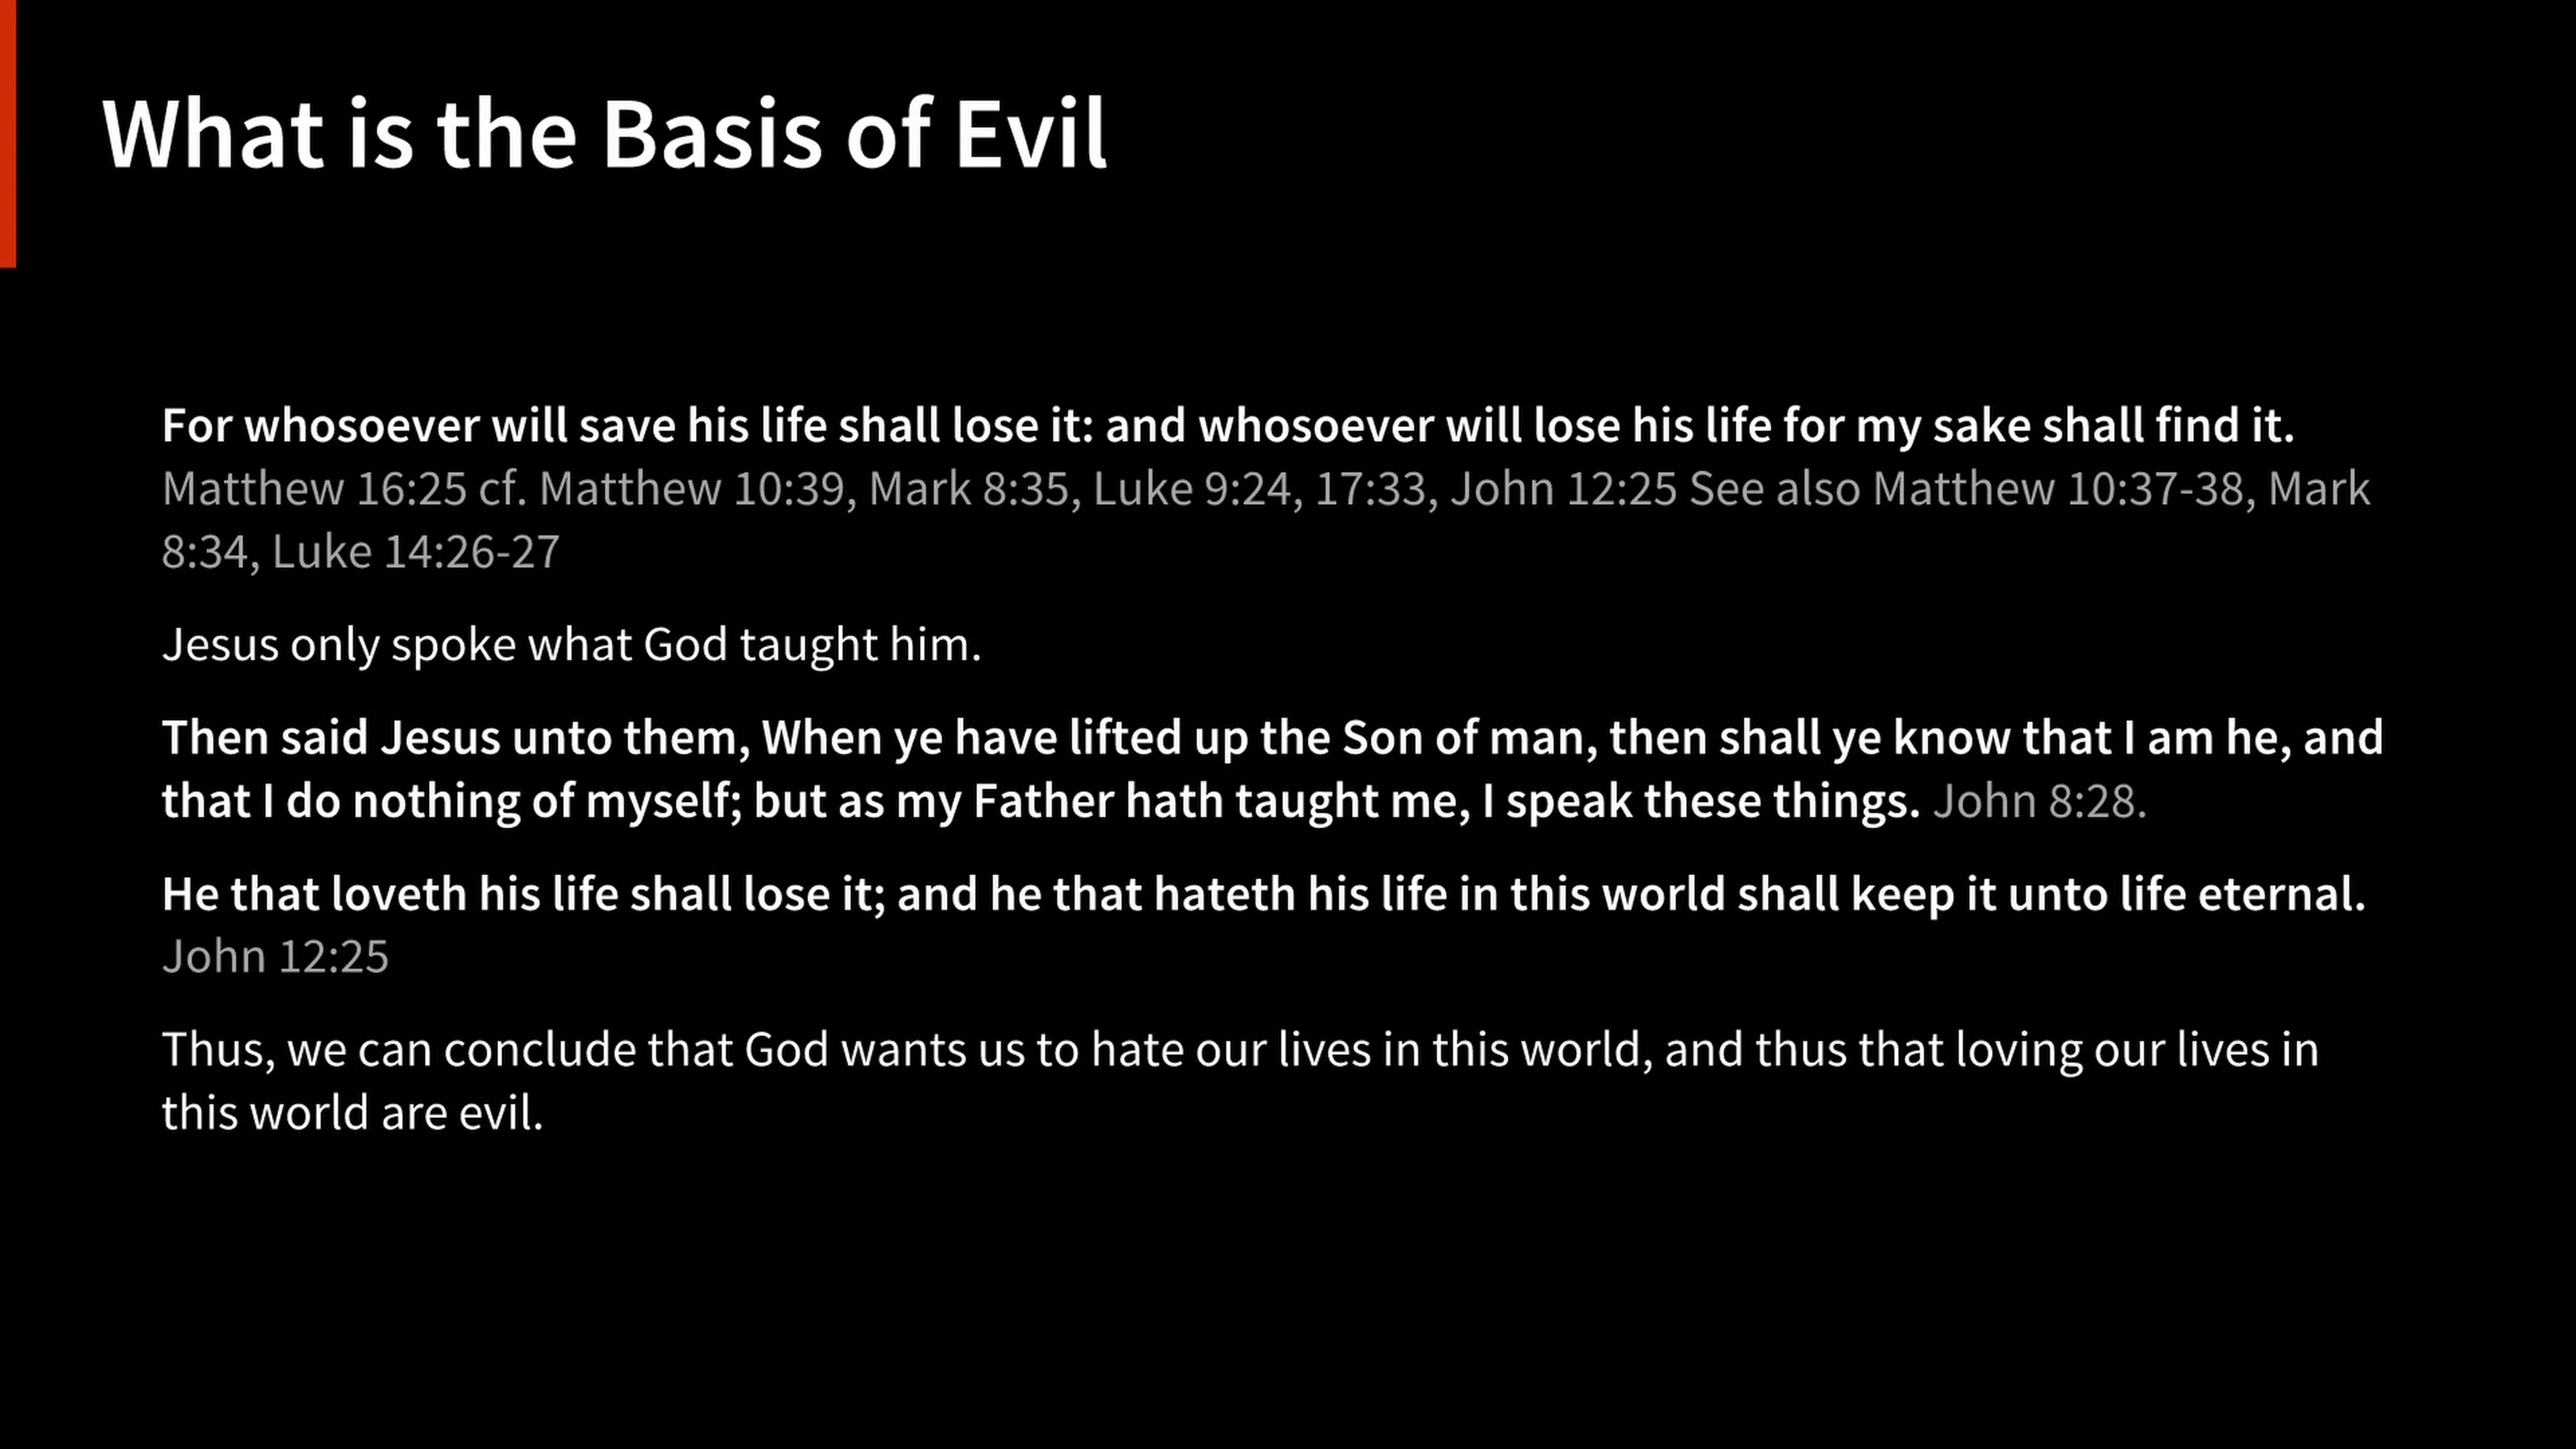 What is the Basis of Evil
For whosoever will save his life shall lose it: and whosoever will lose his life for my sake shall find it.
Matthew 16:25 cf. Matthew 10:39, Mark 8:35, Luke 9:24, 17:33, John 12:25 See also Matthew 10:37-38, Mark
8:34, Luke 14:26-27
Jesus only spoke what God taught him.
Then said Jesus unto them, When ye have lifted up the Son of man, then shall ye know that I am he, and
that I do nothing of myself; but as my Father hath taught me, I speak these things. John 8:28.
He that loveth his life shall lose it; and he that hateth his life in this world shall keep it unto life eternal.
John 12:25
Thus, we can conclude that God wants us to hate our lives in this world, and thus that loving our lives in
this world are evil.